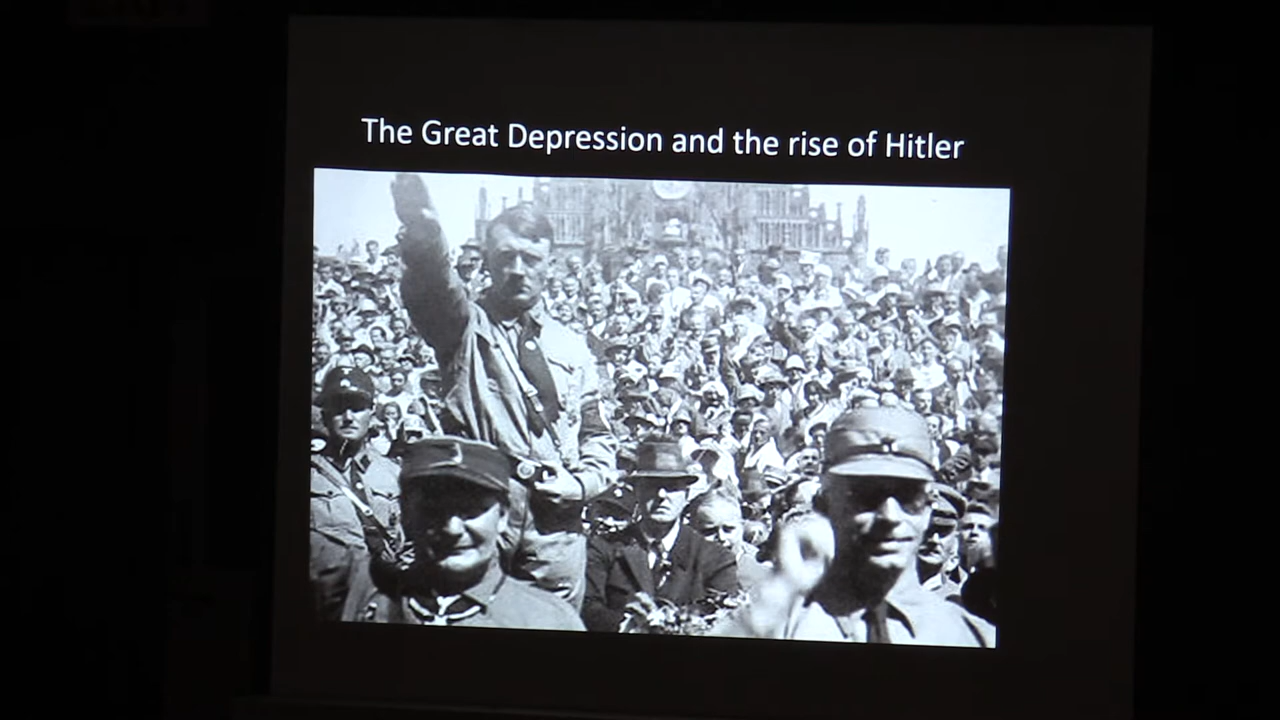 The Great Depression and the rise of Hitler